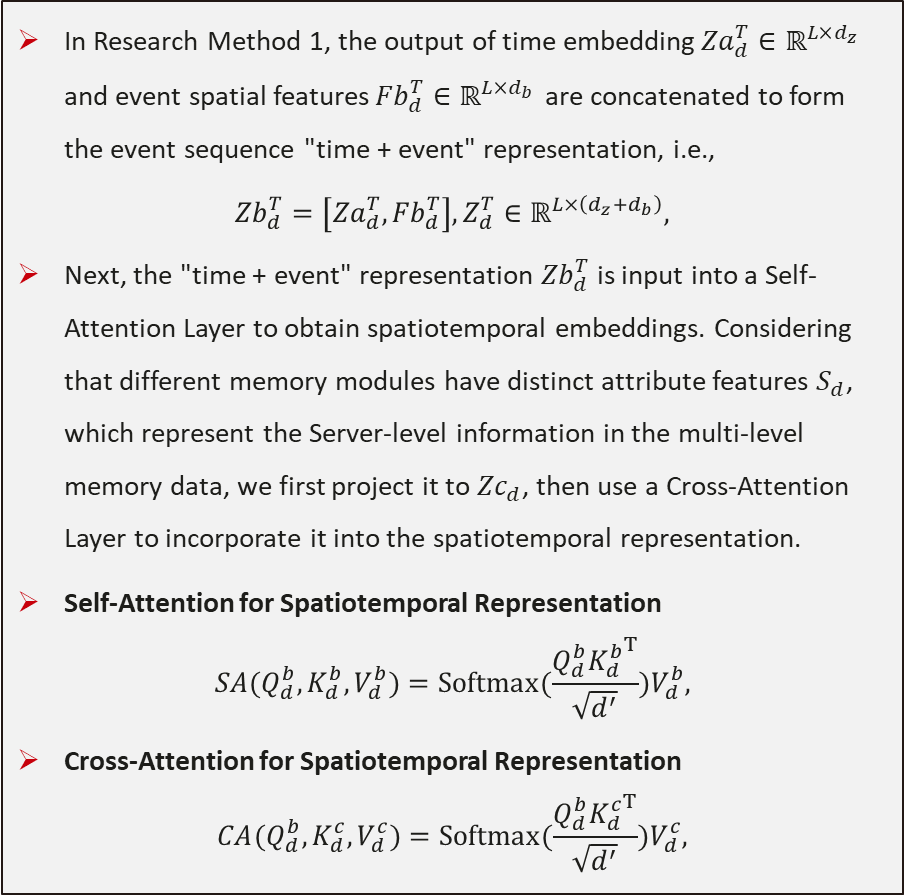 ➢ In Research Method 1, the output of time embedding $Za_d^T \in \mathbb{R}^{L \times d_z}$
and event spatial features $Fb_d^T \in \mathbb{R}^{L \times d_b}$ are concatenated to form
the event sequence "time + event" representation, i.e.,
$Zb_d^T = [Za_d^T, Fb_d^T], Z_d^T \in \mathbb{R}^{L \times (d_z + d_b)},$
➢ Next, the "time + event" representation $Zb_d^T$ is input into a Self-
Attention Layer to obtain spatiotemporal embeddings. Considering
that different memory modules have distinct attribute features $S_d$,
which represent the Server-level information in the multi-level
memory data, we first project it to $Zc_d$, then use a Cross-Attention
Layer to incorporate it into the spatiotemporal representation.
➢ Self-Attention for Spatiotemporal Representation
$SA(Q_d^b, K_d^b, V_d^b) = \mathrm{Softmax}(\frac{Q_d^b {K_d^b}^{\mathrm{T}}}{\sqrt{d'}})V_d^b,$
➢ Cross-Attention for Spatiotemporal Representation
$CA(Q_d^b, K_d^c, V_d^c) = \mathrm{Softmax}(\frac{Q_d^b {K_d^c}^{\mathrm{T}}}{\sqrt{d'}})V_d^c,$